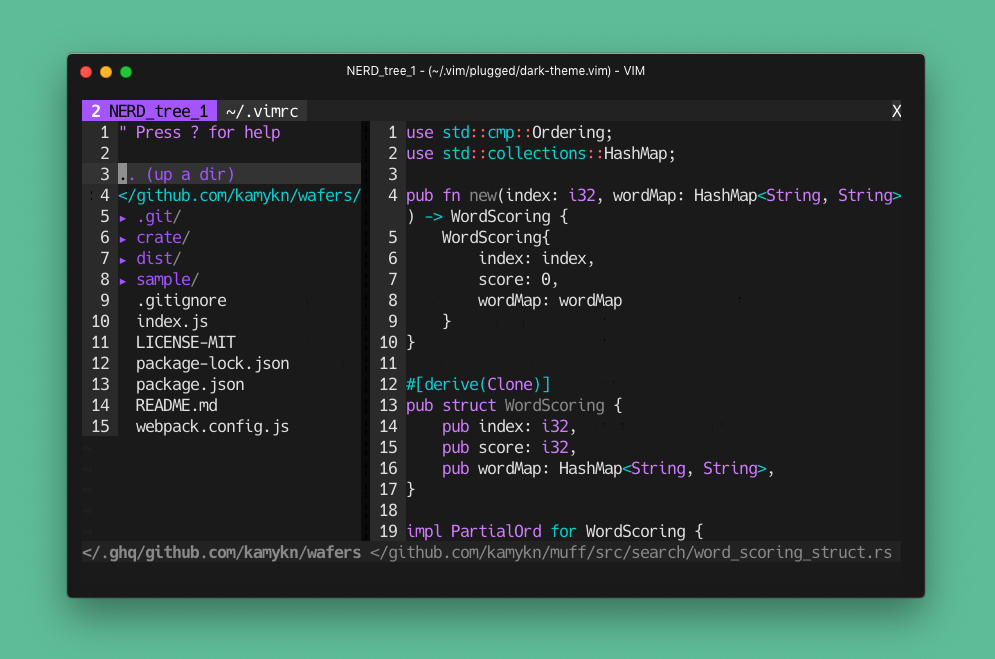 NERD_tree_1 - (~/.vim/plugged/dark-theme.vim) - VIM
2 NERD_tree_1 ~/.vimrc X
1 " Press ? for help
2
3 .. (up a dir)
4 </github.com/kamykn/wafers/
5 ▸ .git/
6 ▸ crate/
7 ▸ dist/
8 ▸ sample/
9 .gitignore
10 index.js
11 LICENSE-MIT
12 package-lock.json
13 package.json
14 README.md
15 webpack.config.js
~
~
~
~
~
1 use std::cmp::Ordering;
2 use std::collections::HashMap;
3
4 pub fn new(index: i32, wordMap: HashMap<String, String>
) -> WordScoring {
5     WordScoring{
6         index: index,
7         score: 0,
8         wordMap: wordMap
9     }
10 }
11
12 #[derive(Clone)]
13 pub struct WordScoring {
14     pub index: i32,
15     pub score: i32,
16     pub wordMap: HashMap<String, String>,
17 }
18
19 impl PartialOrd for WordScoring {
</.ghq/github.com/kamykn/wafers </github.com/kamykn/muff/src/search/word_scoring_struct.rs